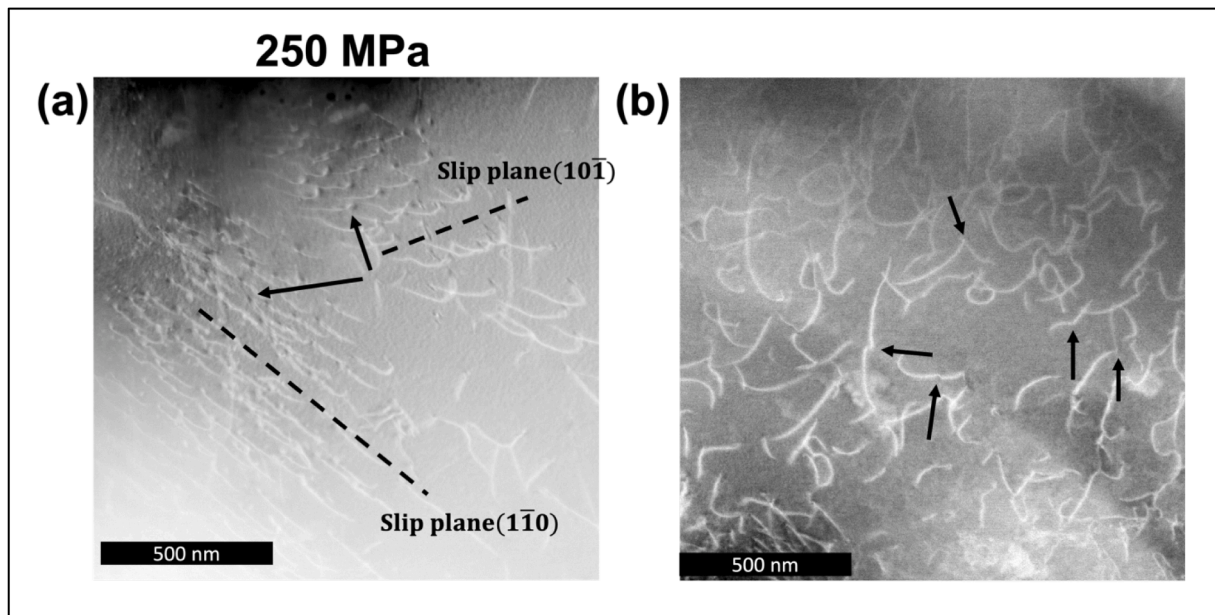 250 MPa
(a)
(b)
Slip plane(101̅)
Slip plane(11̅0)
500 nm
500 nm